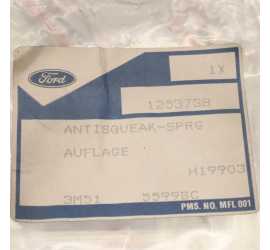 Ford
1X
1253738
ANTISQUEAK-SPRG
AUFLAGE
H19903
3M51 5599BC
PMS. NO. MFL 001